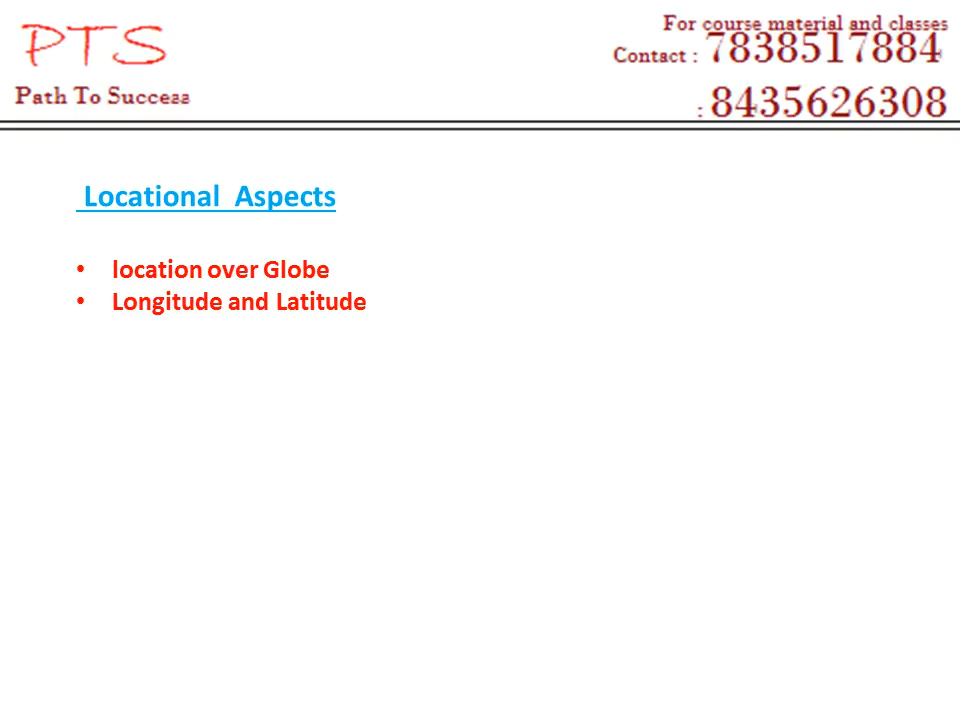 PTS
Path To Success
For course material and classes
Contact : 7838517884
: 8435626308
Locational Aspects
• location over Globe
• Longitude and Latitude